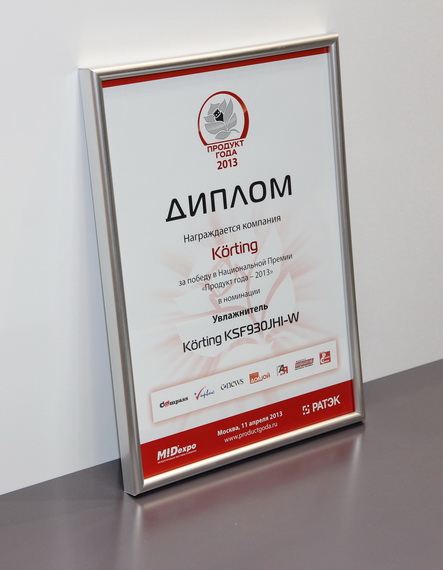 ПРОДУКТ
ГОДА
2013
ДИПЛОМ
Награждается компания
Körting
за победу в Национальной Премии
«Продукт года – 2013»
в номинации
Увлажнитель
Körting KSF930JHI-W
MIDexpo
Москва, 11 апреля 2013
www.productgoda.ru
РАТЭК